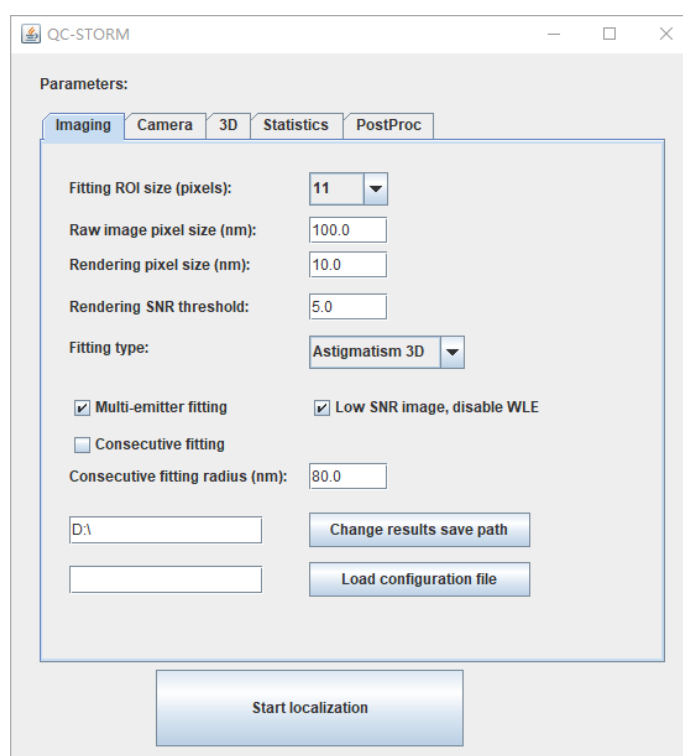 QC-STORM
Parameters:
Imaging Camera 3D Statistics PostProc
Fitting ROI size (pixels): 11
Raw image pixel size (nm): 100.0
Rendering pixel size (nm): 10.0
Rendering SNR threshold: 5.0
Fitting type: Astigmatism 3D
Multi-emitter fitting Low SNR image, disable WLE
Consecutive fitting
Consecutive fitting radius (nm): 80.0
D:\ Change results save path
Load configuration file
Start localization